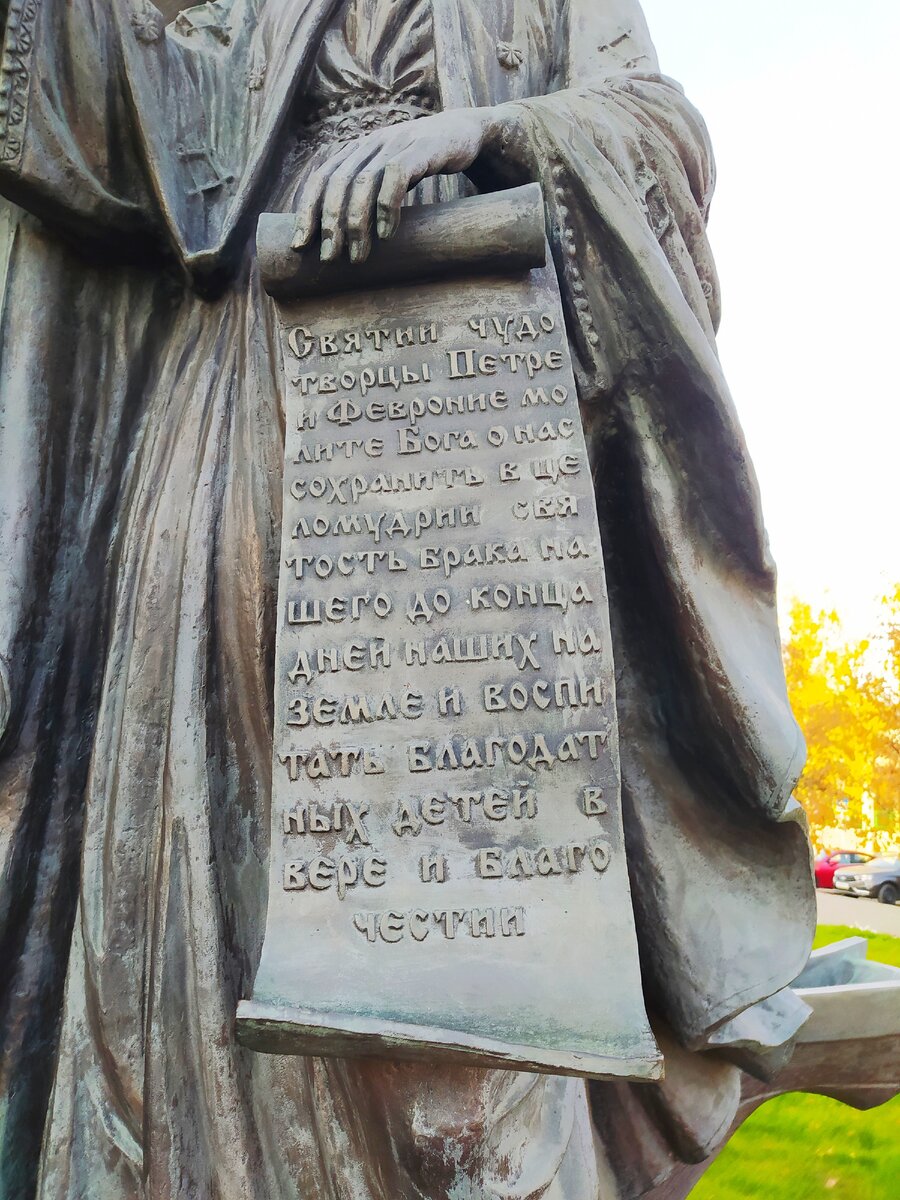 Святии чудо
творцы Петре
и Февроние мо
лите Бога о нас
сохранить в ще
ломудрии свя
тость брака на
шего до конца
дней наших на
земле и воспи
тать благодат
ных детей в
вере и благо
честии